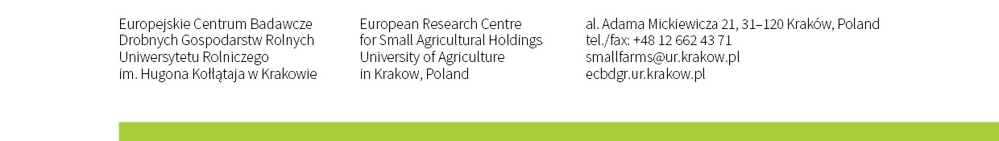 Europejskie Centrum Badawcze
Drobnych Gospodarstw Rolnych
Uniwersytetu Rolniczego
im. Hugona Kołłątaja w Krakowie
European Research Centre
for Small Agricultural Holdings
University of Agriculture
in Krakow, Poland
al. Adama Mickiewicza 21, 31–120 Kraków, Poland
tel./fax: +48 12 662 43 71
smallfarms@ur.krakow.pl
ecbdgr.ur.krakow.pl